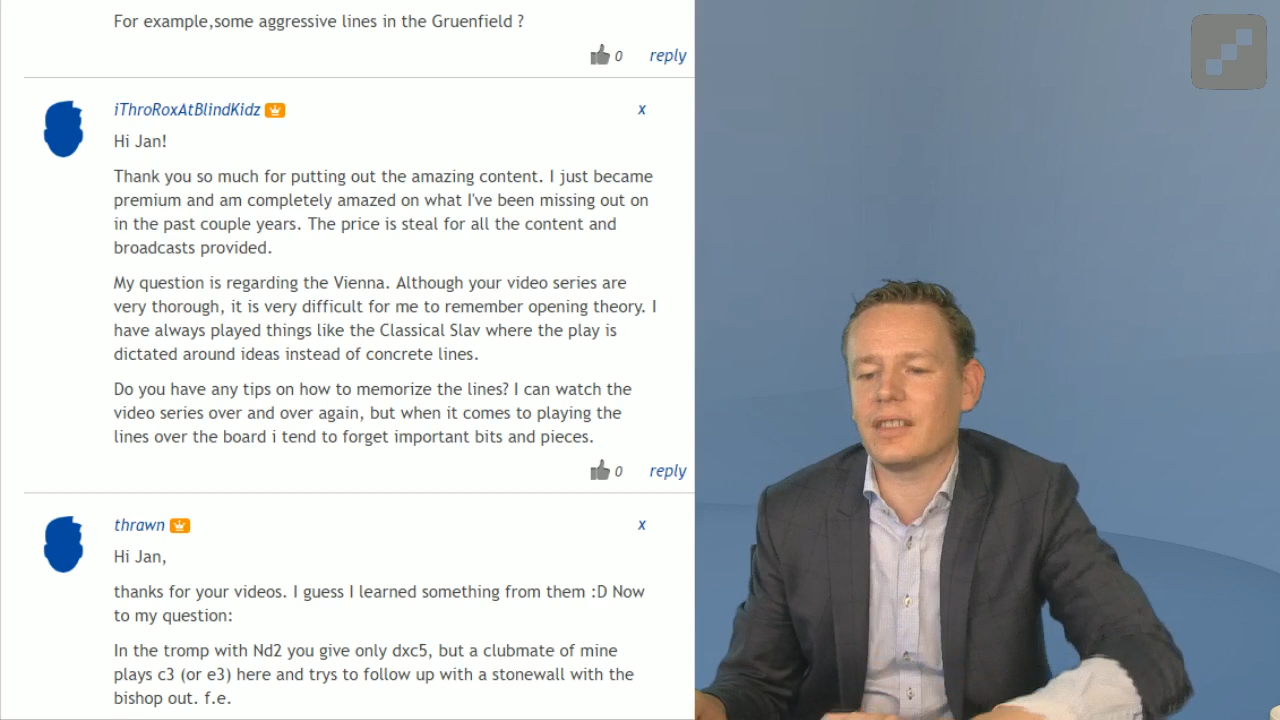 For example,some aggressive lines in the Gruenfield ?
0 reply
iThroRoxAtBlindKidz x
Hi Jan!
Thank you so much for putting out the amazing content. I just became
premium and am completely amazed on what I've been missing out on
in the past couple years. The price is steal for all the content and
broadcasts provided.
My question is regarding the Vienna. Although your video series are
very thorough, it is very difficult for me to remember opening theory. I
have always played things like the Classical Slav where the play is
dictated around ideas instead of concrete lines.
Do you have any tips on how to memorize the lines? I can watch the
video series over and over again, but when it comes to playing the
lines over the board i tend to forget important bits and pieces.
0 reply
thrawn x
Hi Jan,
thanks for your videos. I guess I learned something from them :D Now
to my question:
In the tromp with Nd2 you give only dxc5, but a clubmate of mine
plays c3 (or e3) here and trys to follow up with a stonewall with the
bishop out. f.e.